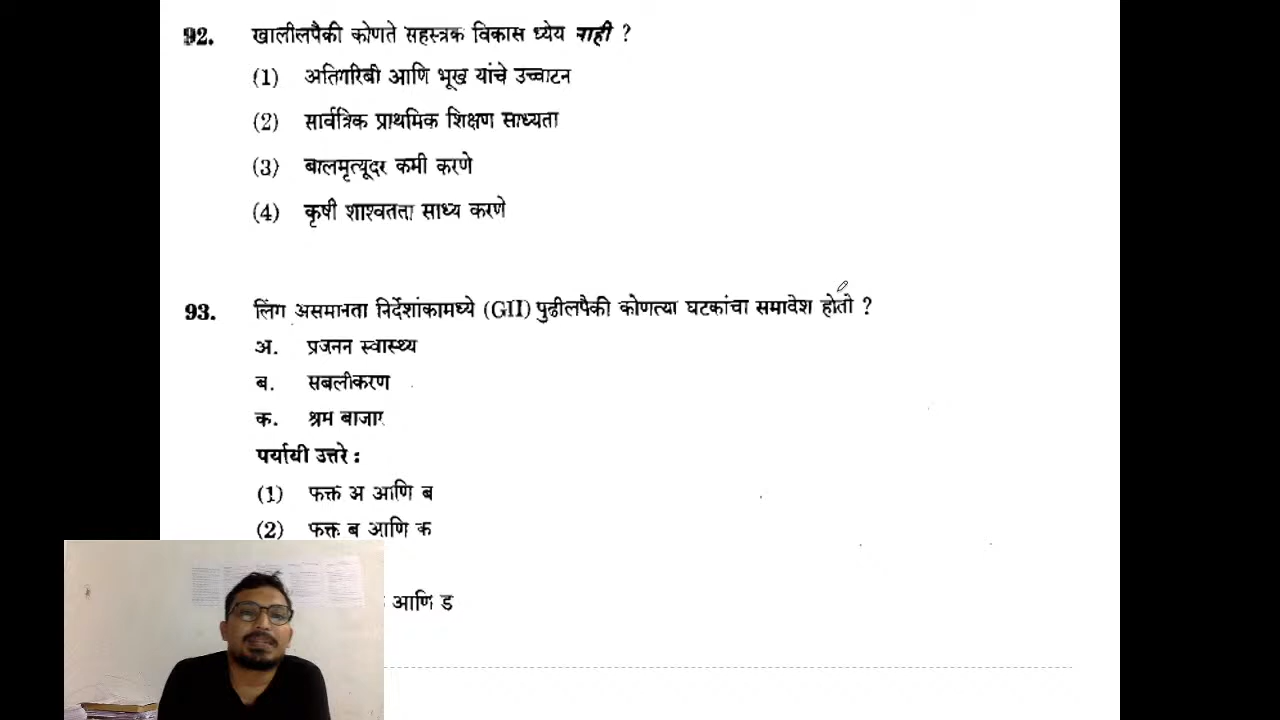 92. खालीलपैकी कोणते सहस्त्रक विकास ध्येय नाही ?
(1) अतिगरिबी आणि भूख यांचे उच्चाटन
(2) सार्वत्रिक प्राथमिक शिक्षण साध्यता
(3) बालमृत्यूदर कमी करणे
(4) कृषी शाश्वतता साध्य करणे
93. लिंग असमानता निर्देशांकामध्ये (GII) पुढीलपैकी कोणत्या घटकांचा समावेश होतो ?
अ. प्रजनन स्वास्थ्य
ब. सबलीकरण
क. श्रम बाजार
पर्यायी उत्तरे :
(1) फक्त अ आणि ब
(2) फक्त ब आणि क
आणि ड